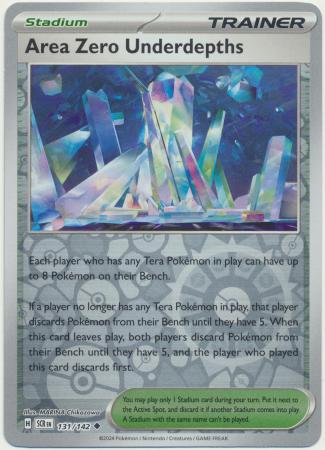 Stadium
TRAINER
Area Zero Underdepths
Each player who has any Tera Pokémon in play can have up
to 8 Pokémon on their Bench.
If a player no longer has any Tera Pokémon in play, that player
discards Pokémon from their Bench until they have 5. When
this card leaves play, both players discard Pokémon from
their Bench until they have 5, and the player who played
this card discards first.
Illus. MARINA Chikazawa
H SCR EN 131/142
You may play only 1 Stadium card during your turn. Put it next to
the Active Spot, and discard it if another Stadium comes into play.
A Stadium with the same name can't be played.
©2024 Pokémon / Nintendo / Creatures / GAME FREAK